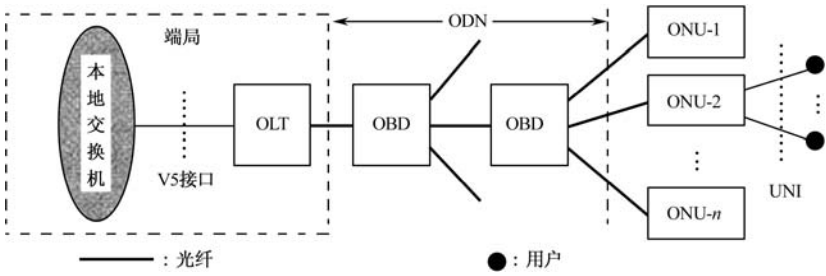 端局
本地交换机
V5接口
OLT
ODN
OBD
OBD
ONU-1
ONU-2
ONU-n
UNI
：光纤
：用户